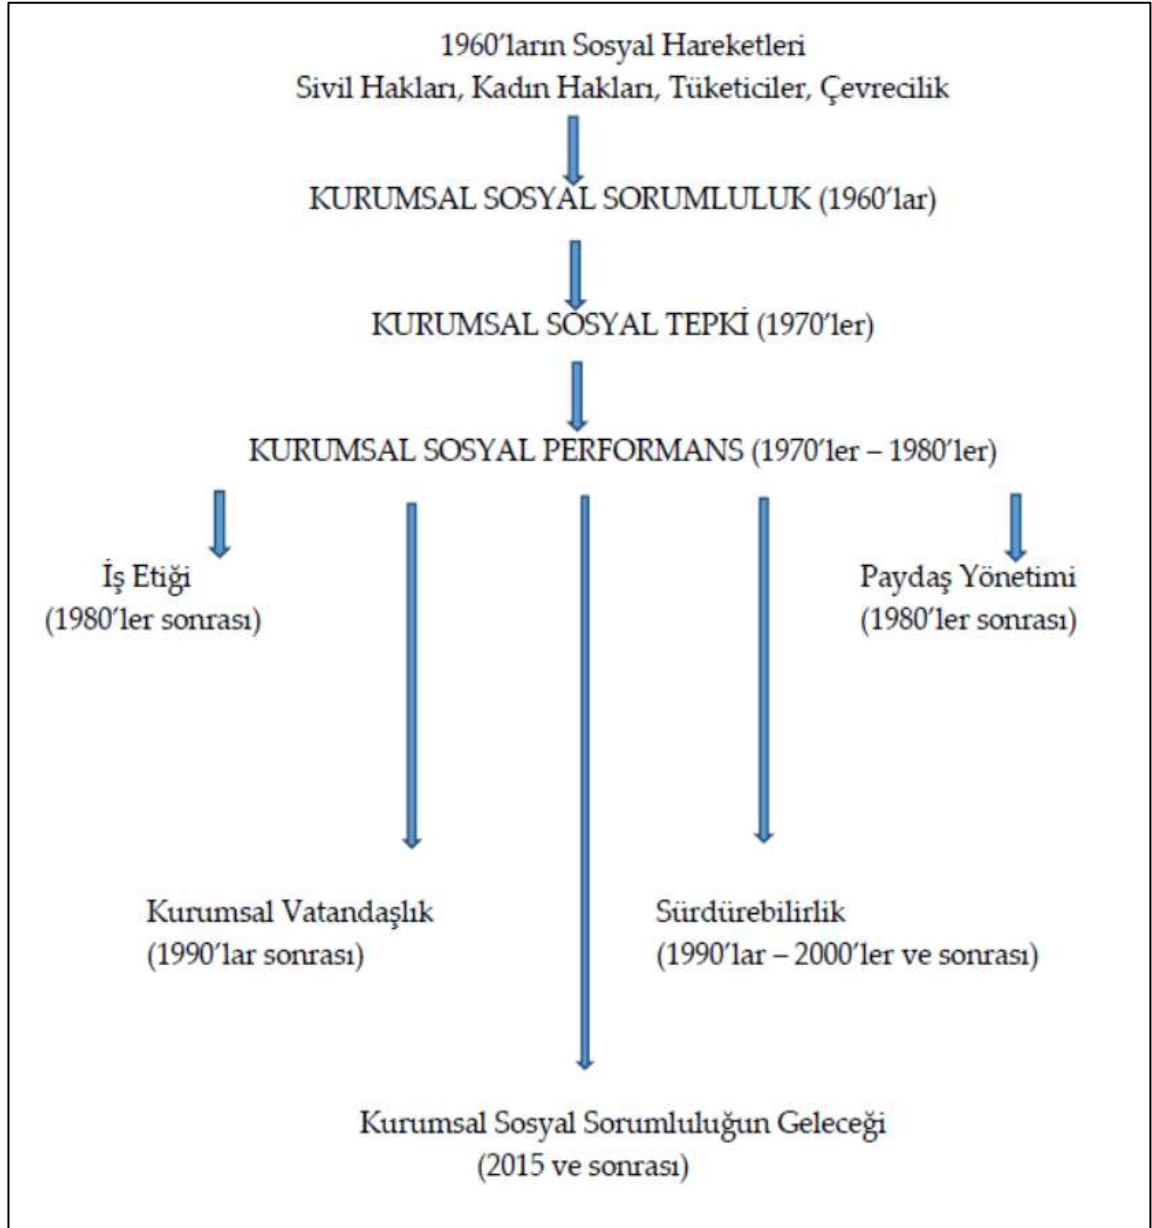 1960'ların Sosyal Hareketleri
Sivil Hakları, Kadın Hakları, Tüketiciler, Çevrecilik
KURUMSAL SOSYAL SORUMLULUK (1960'lar)
KURUMSAL SOSYAL TEPKİ (1970'ler)
KURUMSAL SOSYAL PERFORMANS (1970'ler – 1980'ler)
İş Etiği
(1980'ler sonrası)
Paydaş Yönetimi
(1980'ler sonrası)
Kurumsal Vatandaşlık
(1990'lar sonrası)
Sürdürebilirlik
(1990'lar – 2000'ler ve sonrası)
Kurumsal Sosyal Sorumluluğun Geleceği
(2015 ve sonrası)